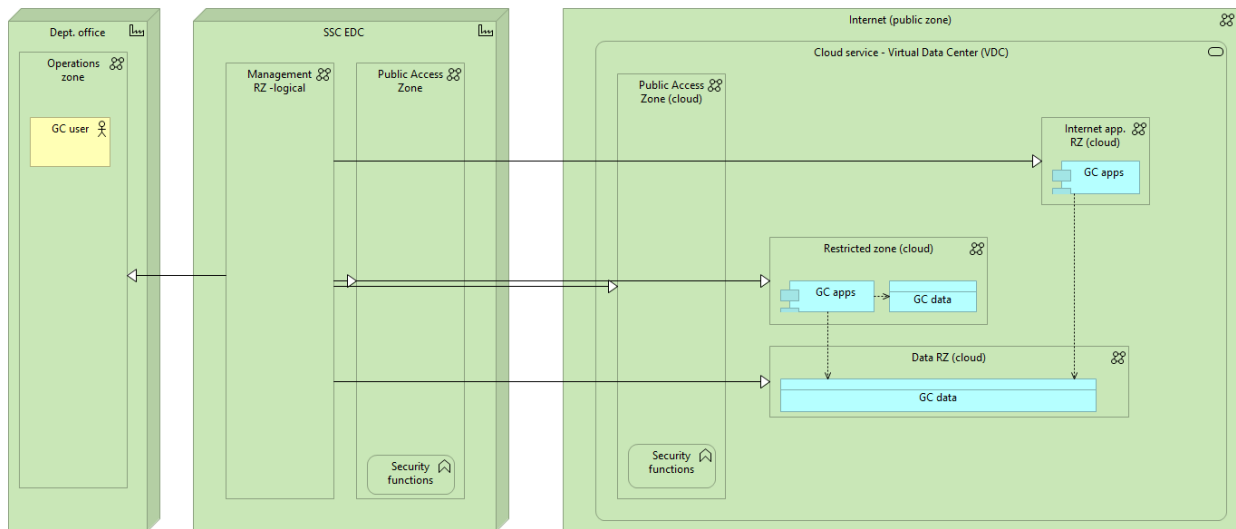 Dept. office
Operations
zone
GC user
SSC EDC
Management
RZ -logical
Public Access
Zone
Security
functions
Internet (public zone)
Cloud service - Virtual Data Center (VDC)
Public Access
Zone (cloud)
Security
functions
Internet app.
RZ (cloud)
GC apps
Restricted zone (cloud)
GC apps
GC data
Data RZ (cloud)
GC data